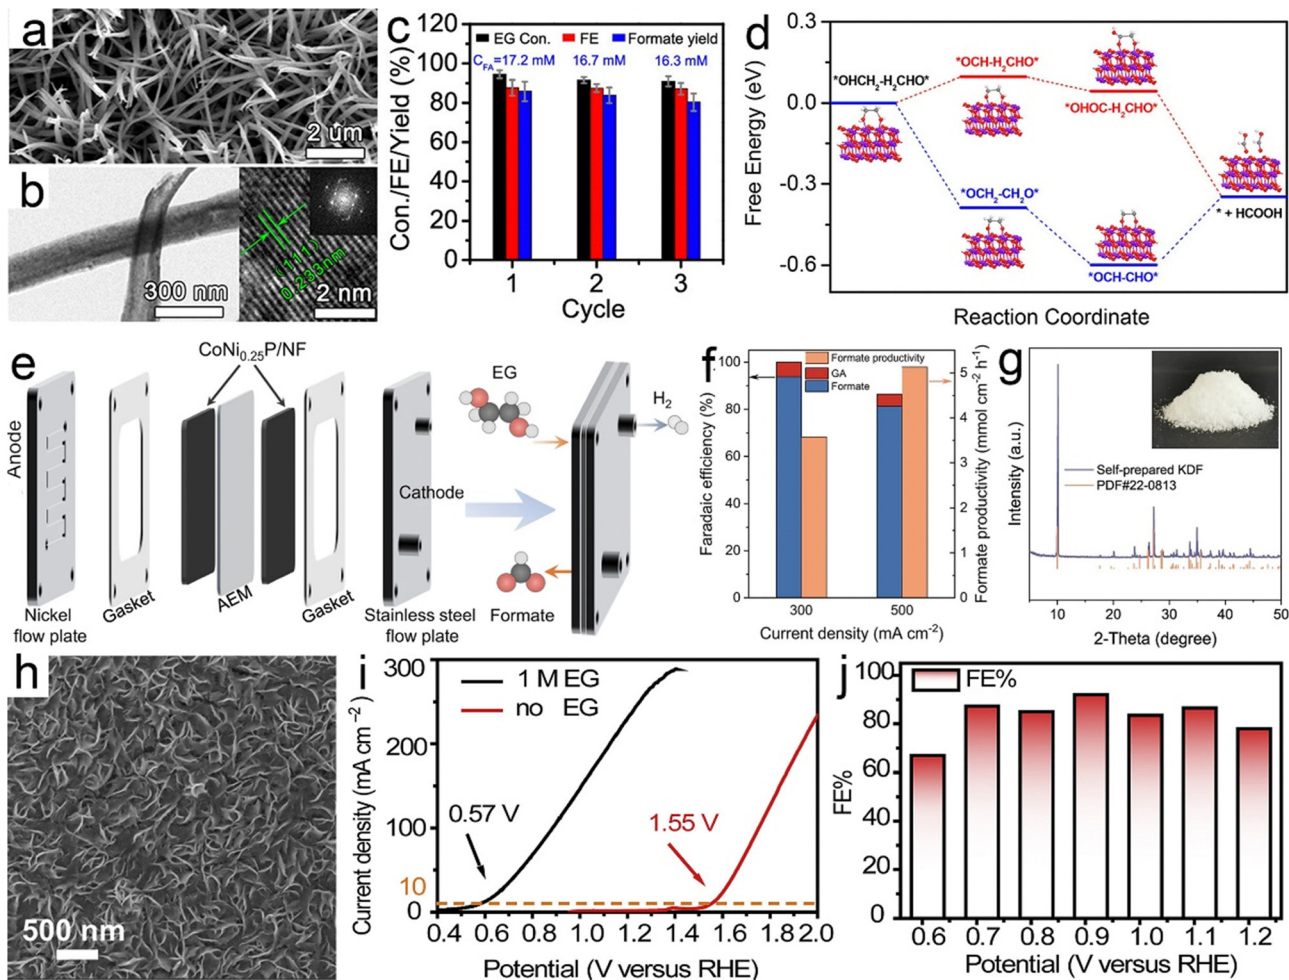 a
2 um
b
300 nm
(111)
0.233nm
2 nm
c
Con./FE/Yield (%)
120
100
80
60
40
20
0
EG Con.
FE
Formate yield
C_FA=17.2 mM
16.7 mM
16.3 mM
1
2
3
Cycle
d
Free Energy (eV)
0.3
0.0
-0.3
-0.6
*OHCH₂-H₂CHO*
*OCH-H₂CHO*
*OHOC-H₂CHO*
*OCH₂-CH₂O*
*OCH-CHO*
* + HCOOH
Reaction Coordinate
e
CoNi₀.₂₅P/NF
Anode
Cathode
Nickel
flow plate
Gasket
AEM
Gasket
Stainless steel
flow plate
EG
H₂
Formate
f
Faradaic efficiency (%)
100
80
60
40
20
0
Formate productivity
GA
Formate
300
500
Current density (mA cm⁻²)
5
4
3
2
1
0
Formate productivity (mmol cm⁻² h⁻¹)
g
Intensity (a.u.)
Self-prepared KDF
PDF#22-0813
10
20
30
40
50
2-Theta (degree)
h
500 nm
i
Current density (mA cm⁻²)
300
200
100
10
0
1 M EG
no EG
0.57 V
1.55 V
0.4
0.6
0.8
1.0
1.2
1.4
1.6
1.8
2.0
Potential (V versus RHE)
j
FE%
100
80
60
40
20
0
FE%
0.6
0.7
0.8
0.9
1.0
1.1
1.2
Potential (V versus RHE)